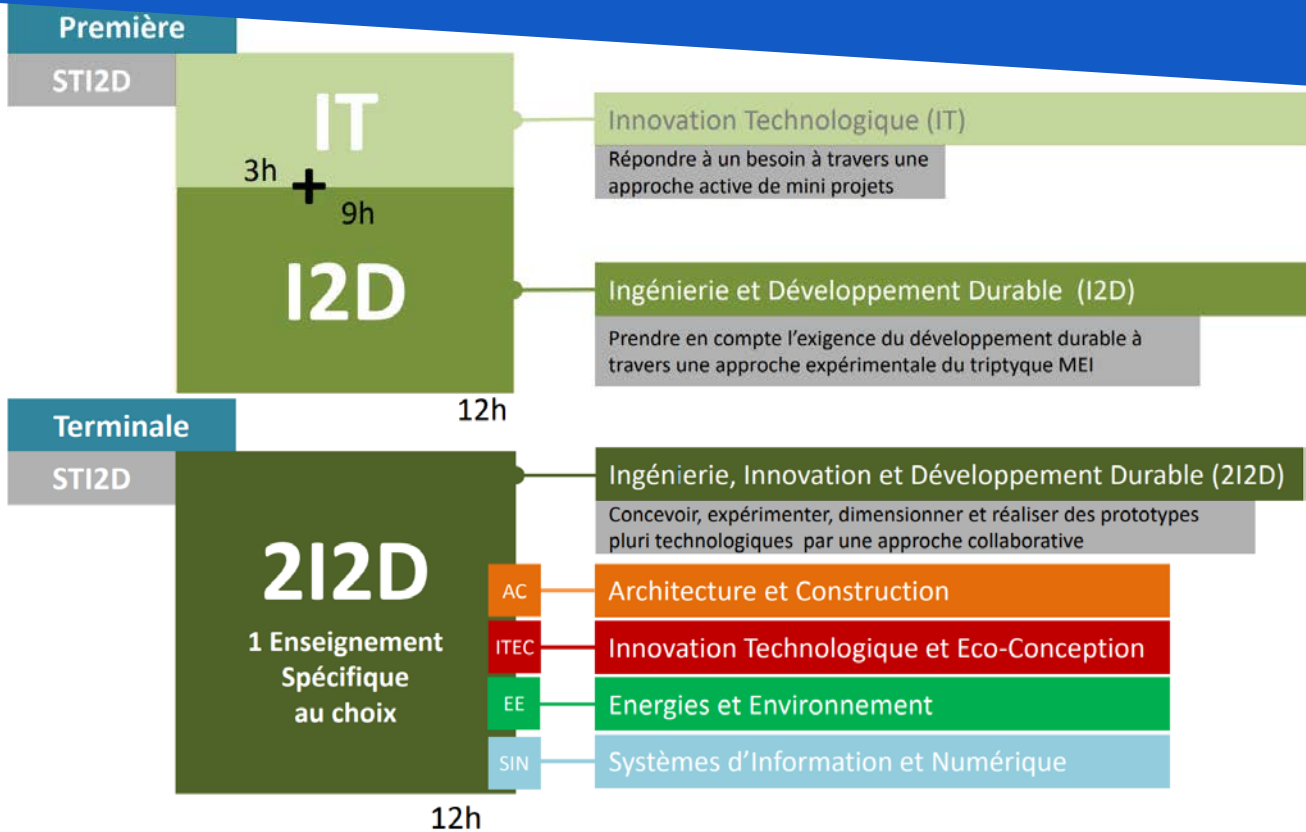 Première
STI2D
IT
3h
+
9h
I2D
12h
Innovation Technologique (IT)
Répondre à un besoin à travers une
approche active de mini projets
Ingénierie et Développement Durable (I2D)
Prendre en compte l’exigence du développement durable à
travers une approche expérimentale du triptyque MEI
Terminale
STI2D
2I2D
1 Enseignement
Spécifique
au choix
12h
Ingénierie, Innovation et Développement Durable (2I2D)
Concevoir, expérimenter, dimensionner et réaliser des prototypes
pluri technologiques par une approche collaborative
AC Architecture et Construction
ITEC Innovation Technologique et Eco-Conception
EE Energies et Environnement
SIN Systèmes d’Information et Numérique